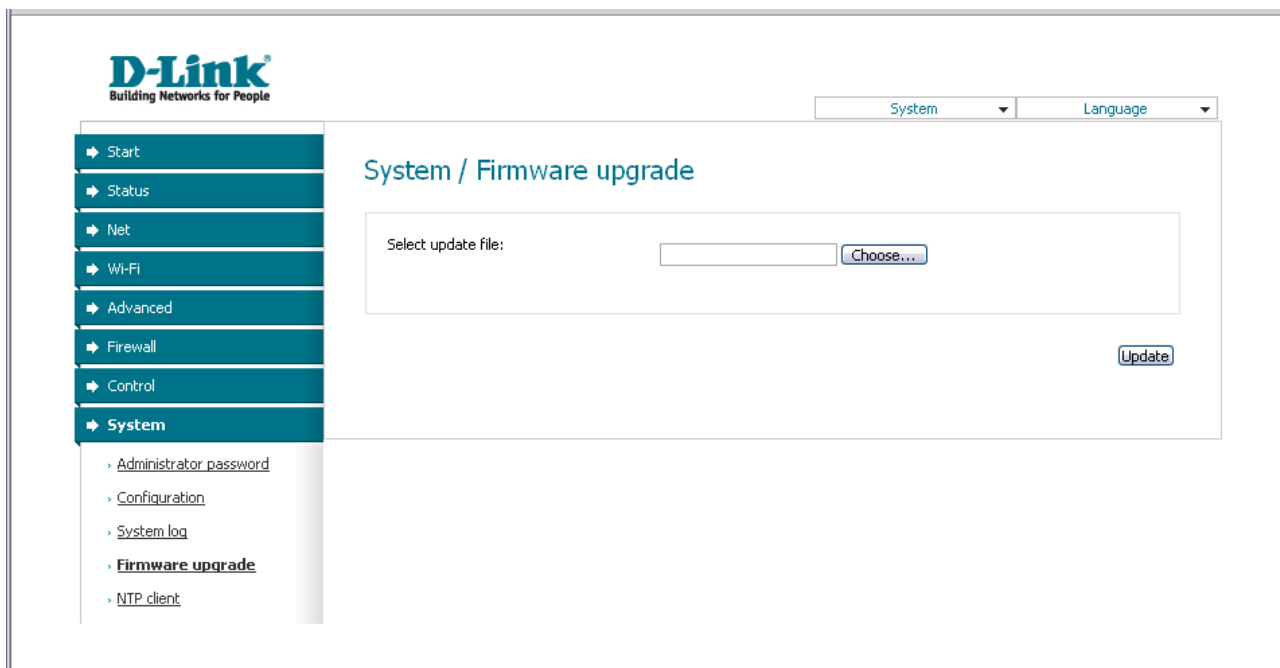 D-Link®
Building Networks for People
System Language
Start
Status
Net
Wi-Fi
Advanced
Firewall
Control
System
Administrator password
Configuration
System log
Firmware upgrade
NTP client
System / Firmware upgrade
Select update file:
Choose...
Update